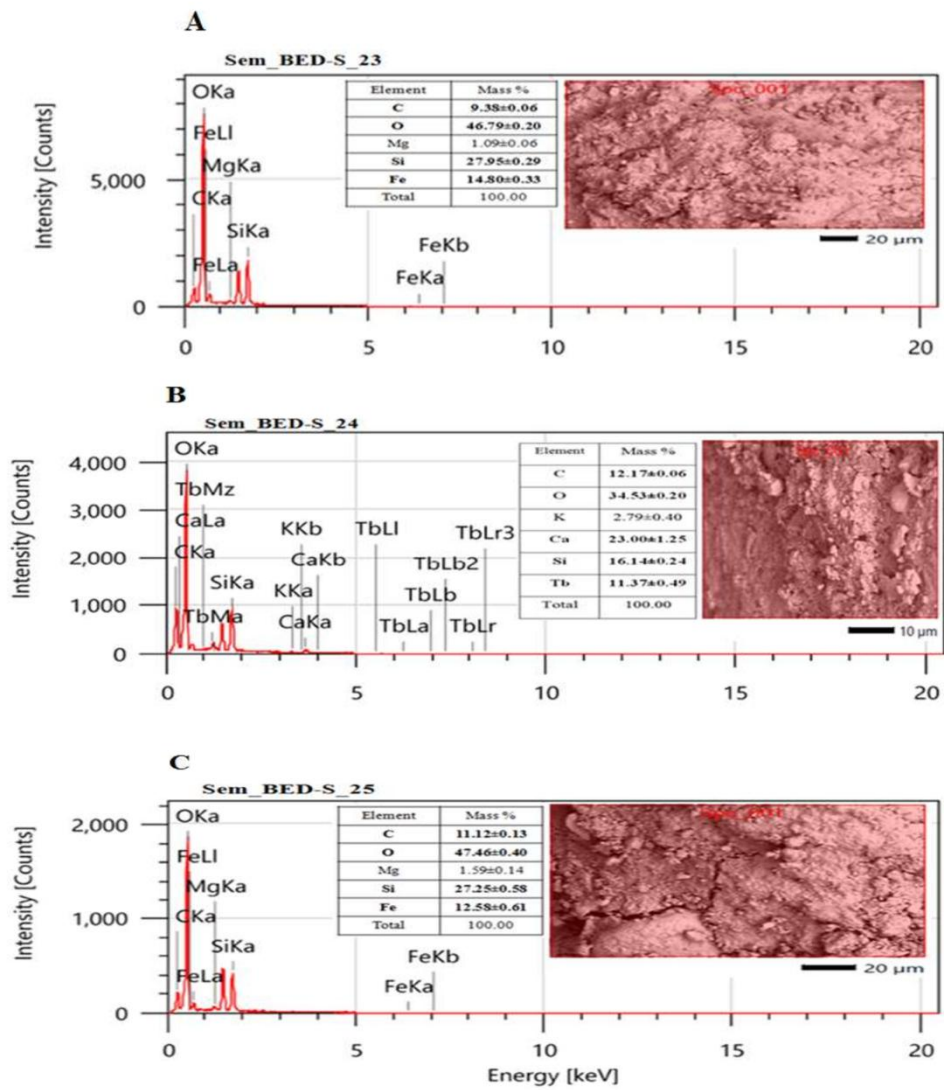 A
Sem_BED-S_23
Intensity [Counts]
5,000
0
OKa
FeLl
MgKa
CKa
SiKa
FeLa
FeKb
FeKa
Element Mass %
C 9.38±0.06
O 46.79±0.20
Mg 1.09±0.06
Si 27.95±0.29
Fe 14.80±0.33
Total 100.00
20 µm
0 5 10 15 20
B
Sem_BED-S_24
Intensity [Counts]
4,000
3,000
2,000
1,000
0
OKa
TbMz
CaLa
CKa
SiKa
TbMa
KKb
CaKb
KKa
CaKa
TbLl
TbLr3
TbLb2
TbLb
TbLa
TbLr
Element Mass %
C 12.17±0.06
O 34.53±0.20
K 2.79±0.40
Ca 23.00±1.25
Si 16.14±0.24
Tb 11.37±0.49
Total 100.00
10 µm
0 5 10 15 20
C
Sem_BED-S_25
Intensity [Counts]
2,000
1,000
0
OKa
FeLl
MgKa
CKa
SiKa
FeLa
FeKb
FeKa
Element Mass %
C 11.12±0.13
O 47.46±0.40
Mg 1.59±0.14
Si 27.25±0.58
Fe 12.58±0.61
Total 100.00
20 µm
0 5 10 15 20
Energy [keV]